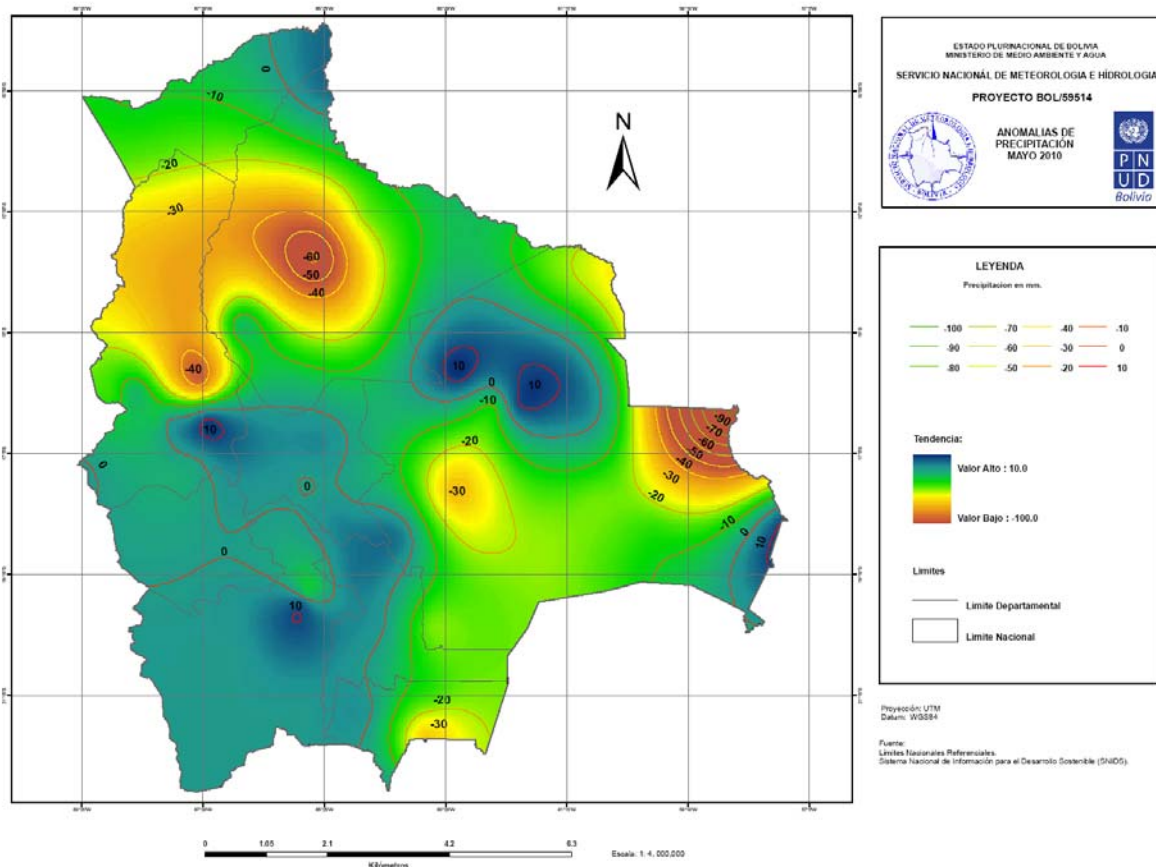 ESTADO PLURINACIONAL DE BOLIVIA
MINISTERIO DE MEDIO AMBIENTE Y AGUA
SERVICIO NACIONÁL DE METEOROLOGIA E HÍDROLOGIA
PROYECTO BOL/59514
ANOMALIAS DE
PRECIPITACIÓN
MAYO 2010
P N
U D
Bolivia
N
LEYENDA
Precipitacion en mm.
-100 -70 -40 -10
-90 -60 -30 0
-80 -50 -20 10
Tendencia:
Valor Alto : 10.0
Valor Bajo : -100.0
Limites
Limite Departamental
Limite Nacional
Proyección: UTM
Datum: WGS84
Fuente:
Limites Nacionales Referenciales.
Sistema Nacional de Información para el Desarrollo Sostenible (SNIDS).
0
-10
-20
-30
-60
-50
-40
-40
10
10
0
-10
10
-20
-30
0
0
0
10
-90
-70
-60
-50
-40
-30
-20
-10
0
10
-20
-30
0 1.05 2.1 4.2 6.3
Kilómetros
Escala: 1: 4, 000,000